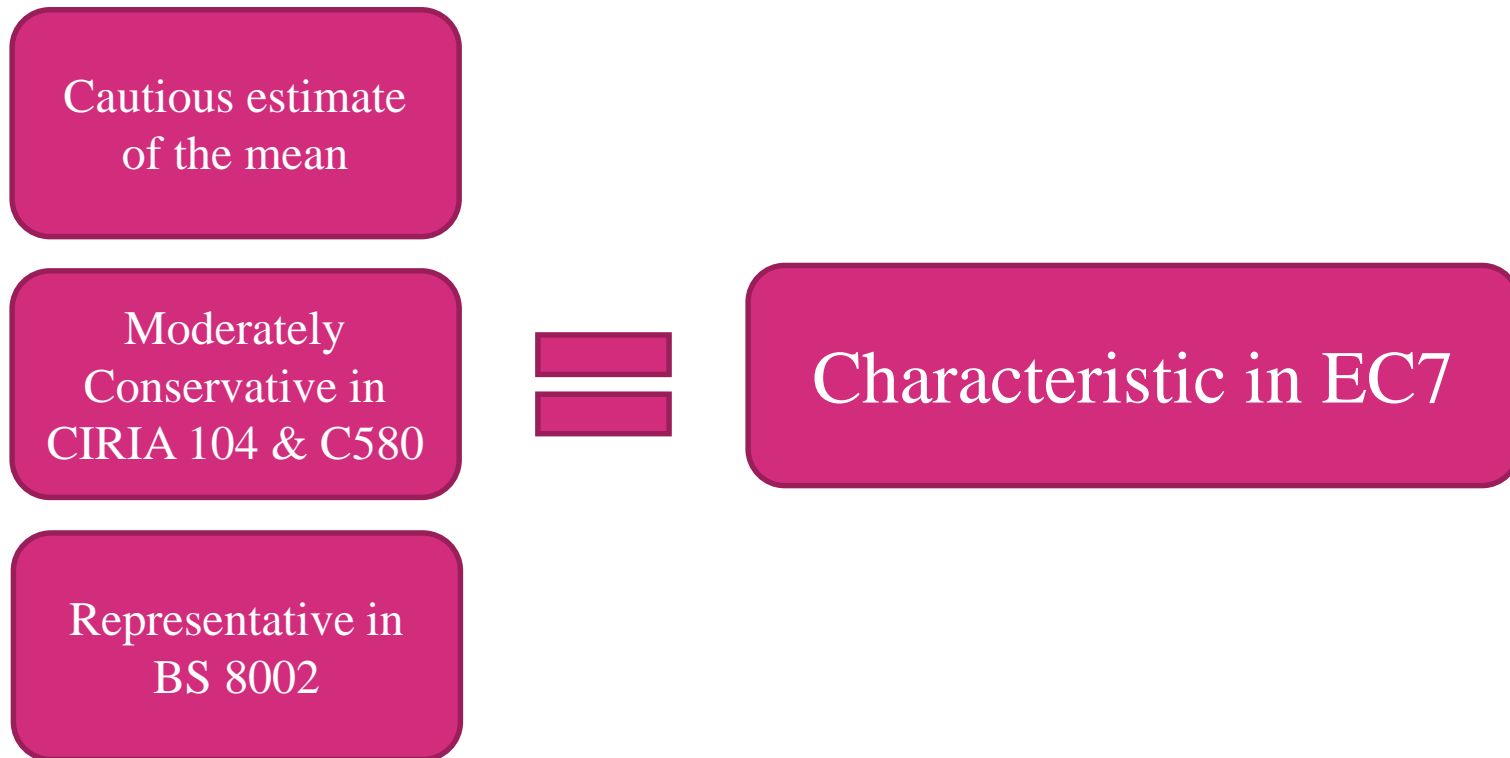 Cautious estimate
of the mean
Moderately
Conservative in
CIRIA 104 & C580
Representative in
BS 8002
Characteristic in EC7